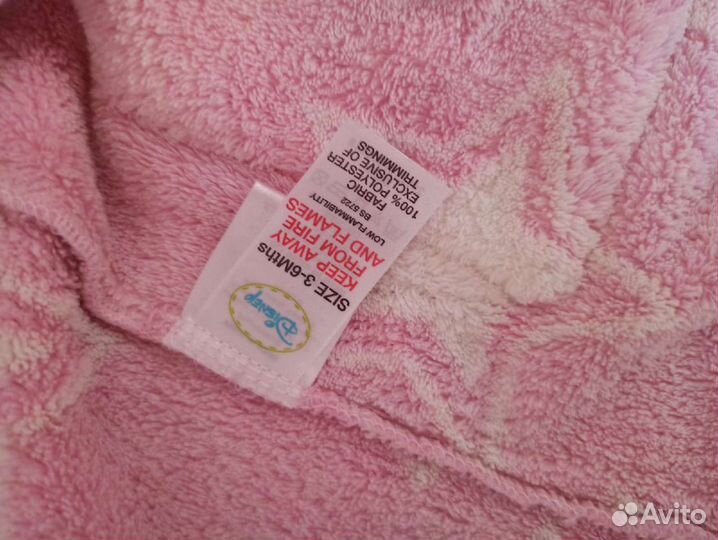 Disney
SIZE 3-6Mths
KEEP AWAY
FROM FIRE
AND FLAMES
LOW FLAMMABILITY
BS 5722
FABRIC
100% POLYESTER
EXCLUSIVE OF
TRIMMINGS
Avito